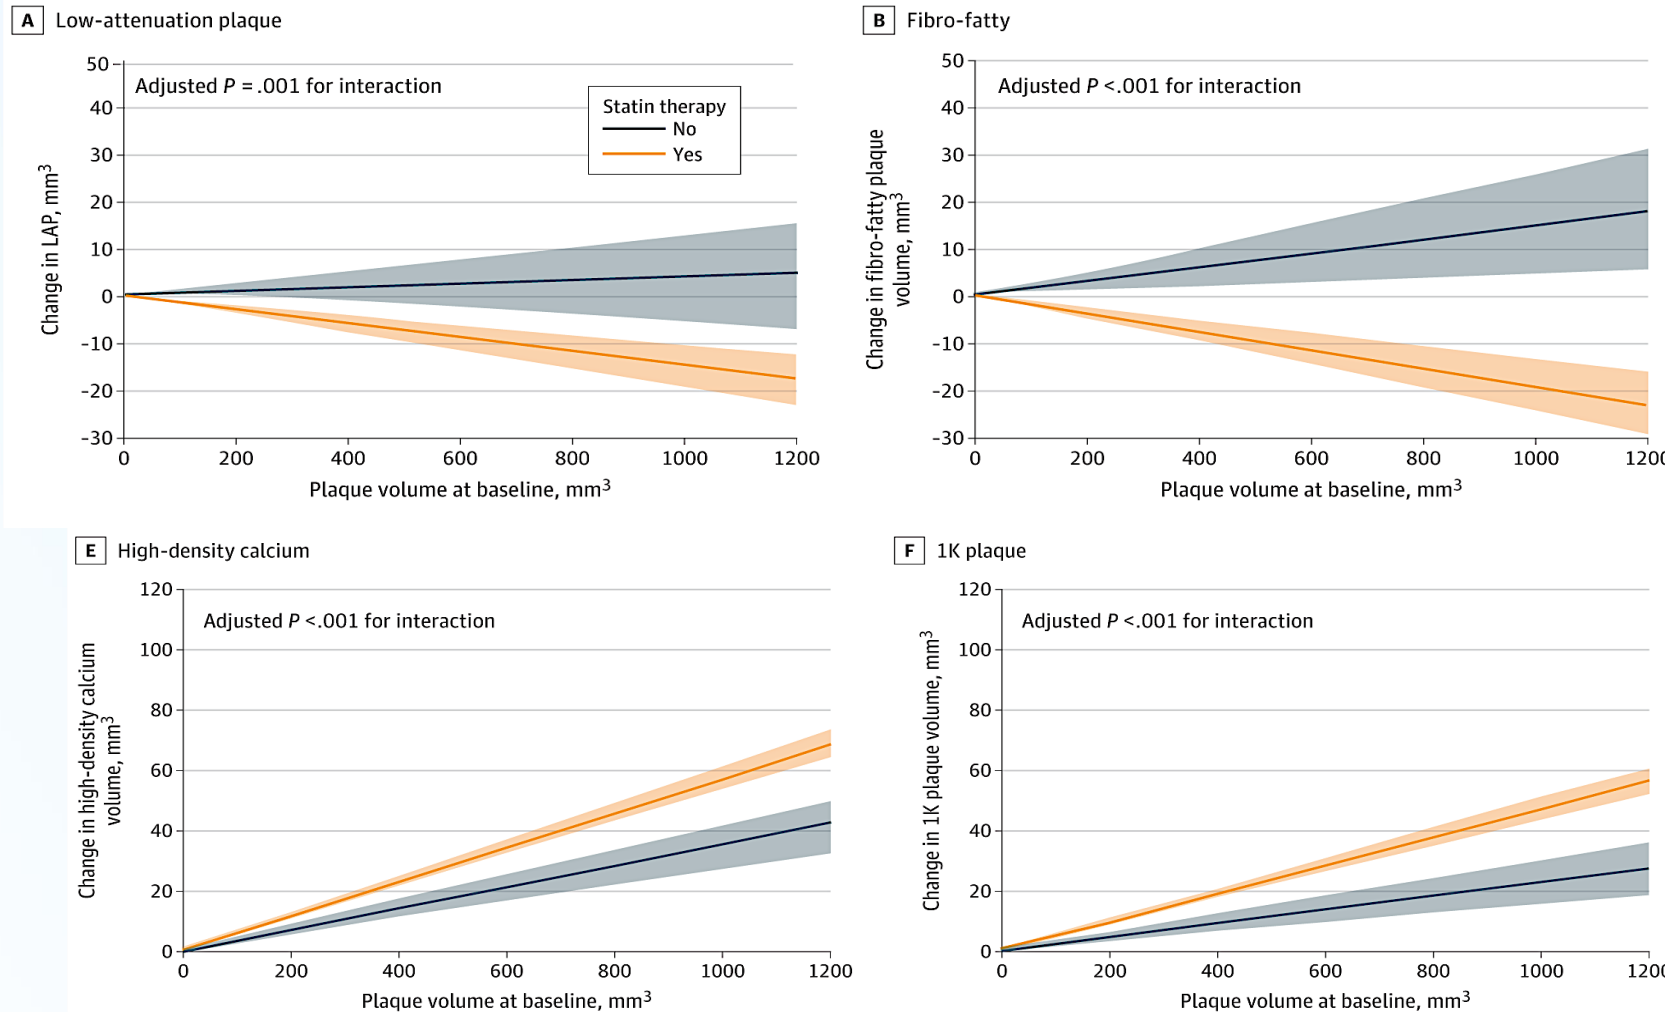 A Low-attenuation plaque
50
40
30
20
10
0
-10
-20
-30
Change in LAP, mm³
Adjusted P = .001 for interaction
Statin therapy
No
Yes
0 200 400 600 800 1000 1200
Plaque volume at baseline, mm³
B Fibro-fatty
50
40
30
20
10
0
-10
-20
-30
Change in fibro-fatty plaque
volume, mm³
Adjusted P <.001 for interaction
0 200 400 600 800 1000 120
Plaque volume at baseline, mm³
E High-density calcium
120
100
80
60
40
20
0
Change in high-density calcium
volume, mm³
Adjusted P <.001 for interaction
0 200 400 600 800 1000 1200
Plaque volume at baseline, mm³
F 1K plaque
120
100
80
60
40
20
0
Change in 1K plaque volume, mm³
Adjusted P <.001 for interaction
0 200 400 600 800 1000 120
Plaque volume at baseline, mm³